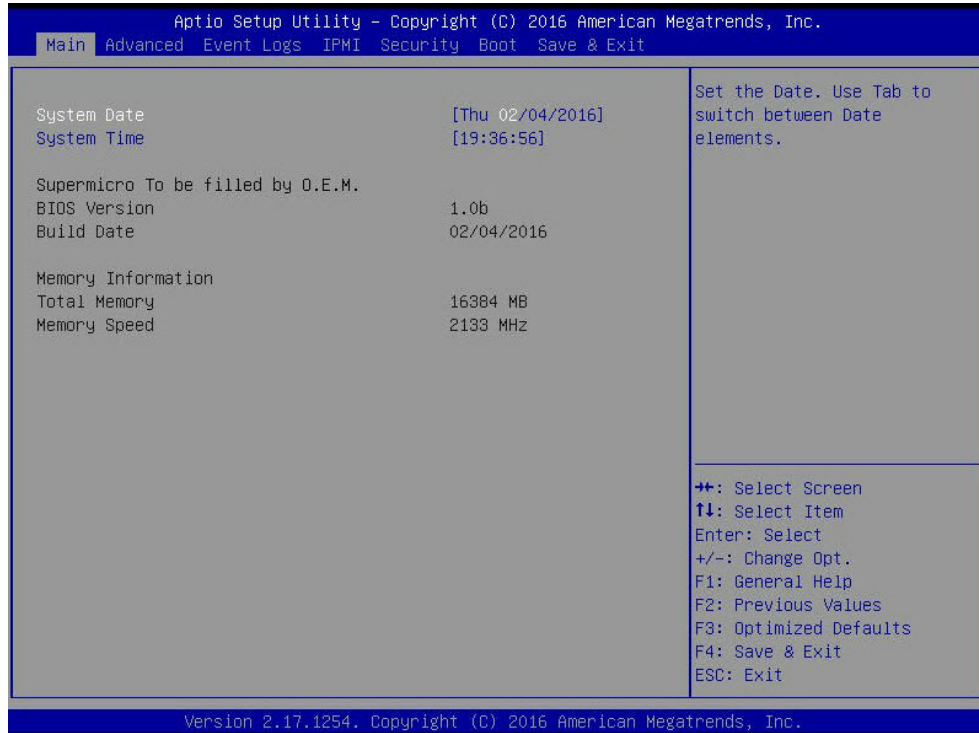 Aptio Setup Utility – Copyright (C) 2016 American Megatrends, Inc.
Main Advanced Event Logs IPMI Security Boot Save & Exit
System Date [Thu 02/04/2016]
System Time [19:36:56]
Supermicro To be filled by O.E.M.
BIOS Version 1.0b
Build Date 02/04/2016
Memory Information
Total Memory 16384 MB
Memory Speed 2133 MHz
Set the Date. Use Tab to
switch between Date
elements.
→←: Select Screen
↑↓: Select Item
Enter: Select
+/-: Change Opt.
F1: General Help
F2: Previous Values
F3: Optimized Defaults
F4: Save & Exit
ESC: Exit
Version 2.17.1254. Copyright (C) 2016 American Megatrends, Inc.